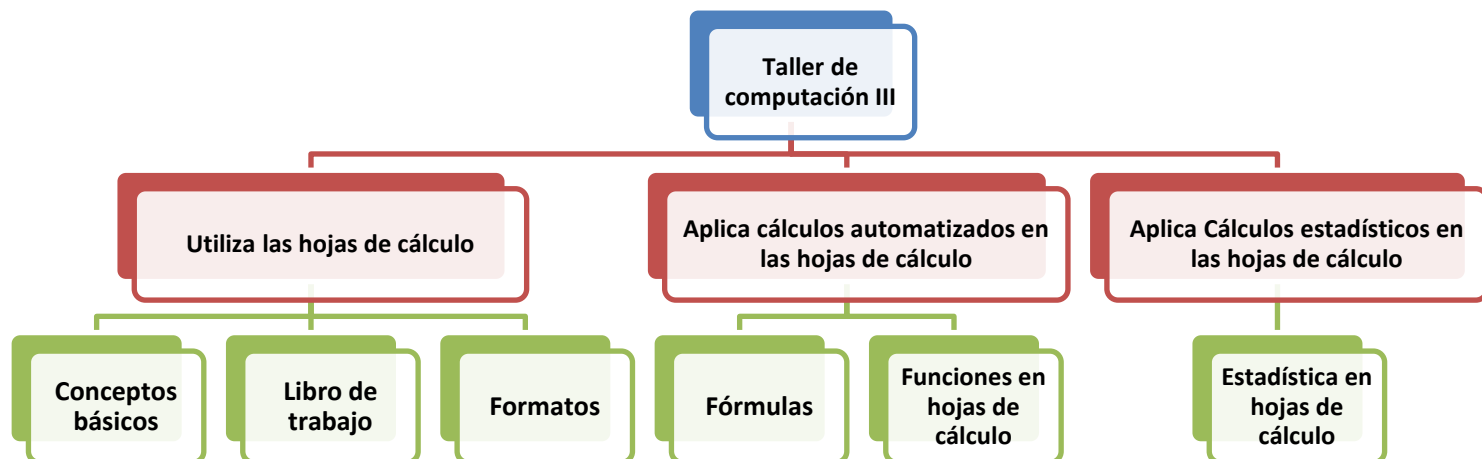 Taller de
computación III
Utiliza las hojas de cálculo
Aplica cálculos automatizados en
las hojas de cálculo
Aplica Cálculos estadísticos en
las hojas de cálculo
Conceptos
básicos
Libro de
trabajo
Formatos
Fórmulas
Funciones en
hojas de
cálculo
Estadística en
hojas de
cálculo